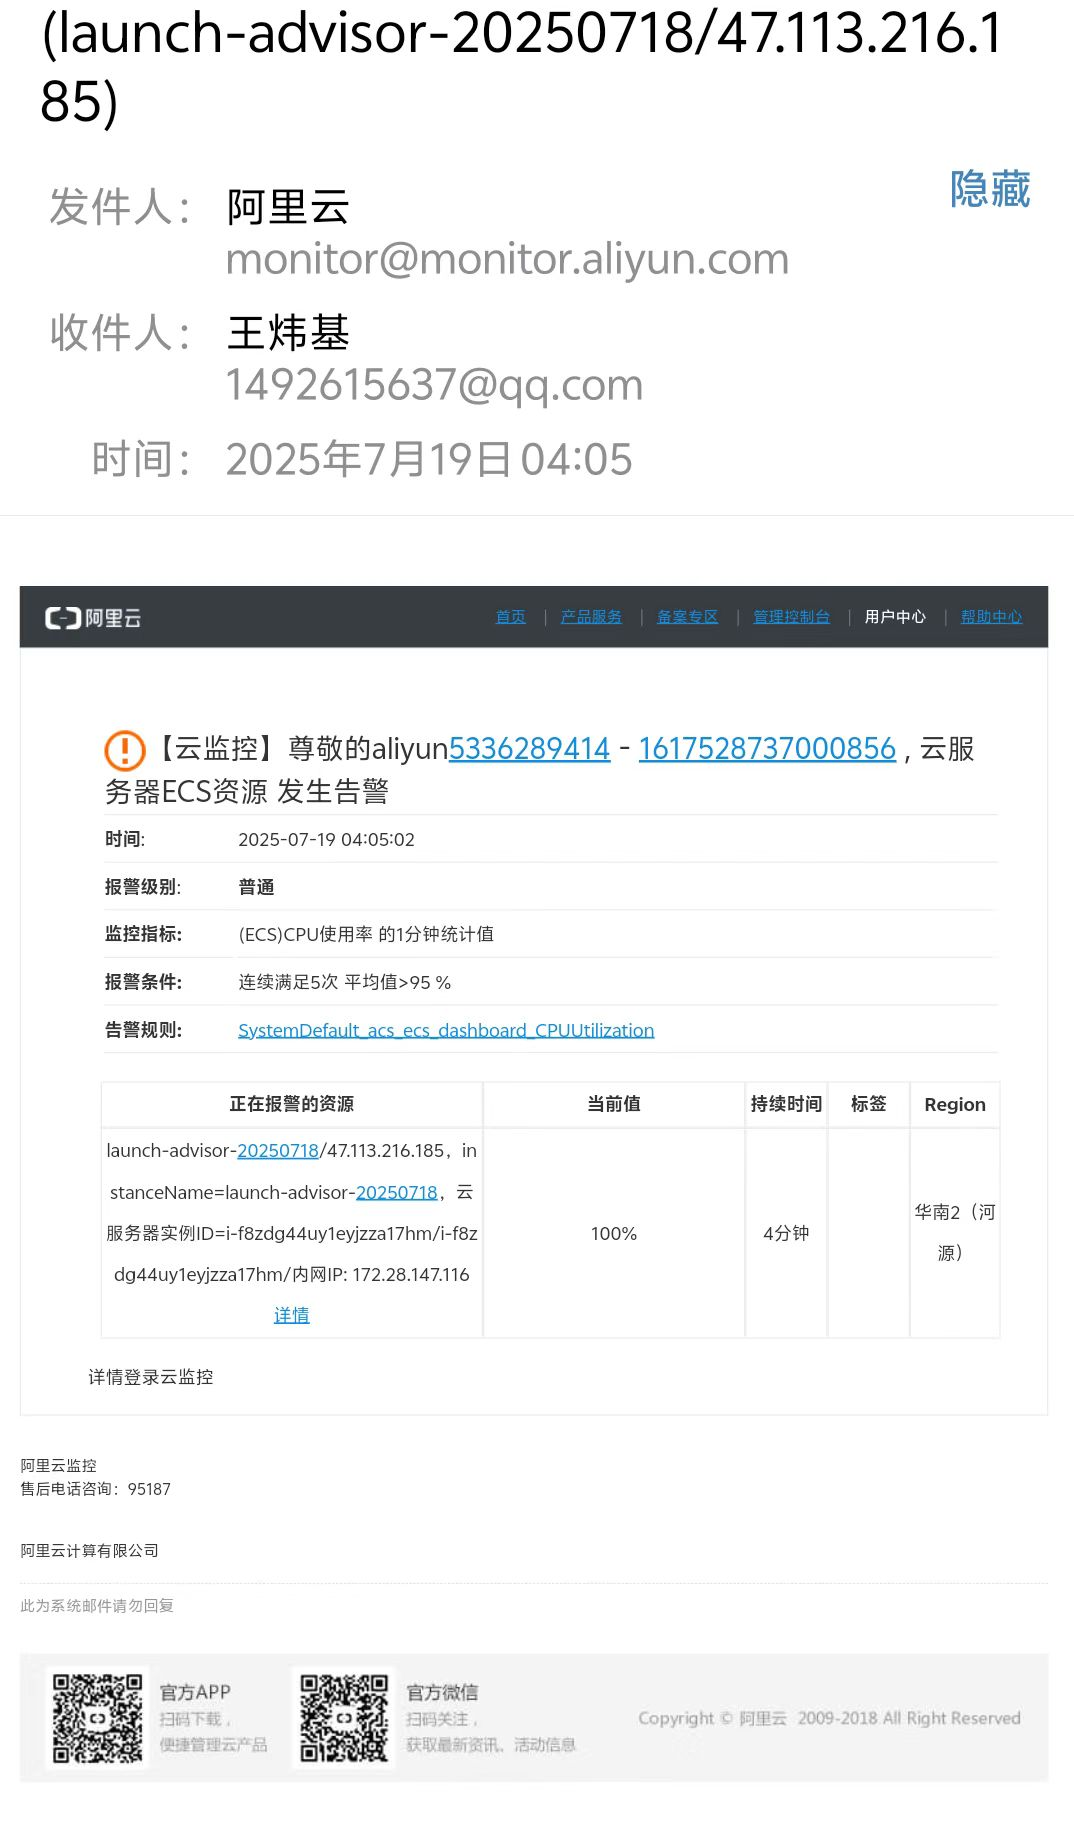 (launch-advisor-20250718/47.113.216.1
85)
隐藏
发件人： 阿里云
monitor@monitor.aliyun.com
收件人： 王炜基
1492615637@qq.com
时间： 2025年7月19日 04:05
阿里云
首页 | 产品服务 | 备案专区 | 管理控制台 | 用户中心 | 帮助中心
【云监控】尊敬的aliyun5336289414 - 1617528737000856 , 云服
务器ECS资源 发生告警
时间: 2025-07-19 04:05:02
报警级别: 普通
监控指标: (ECS)CPU使用率 的1分钟统计值
报警条件: 连续满足5次 平均值>95 %
告警规则: SystemDefault_acs_ecs_dashboard_CPUUtilization
正在报警的资源 当前值 持续时间 标签 Region
launch-advisor-20250718/47.113.216.185，in
stanceName=launch-advisor-20250718，云
服务器实例ID=i-f8zdg44uy1eyjzza17hm/i-f8z
dg44uy1eyjzza17hm/内网IP: 172.28.147.116
详情
100%
4分钟
华南2（河
源）
详情登录云监控
阿里云监控
售后电话咨询：95187
阿里云计算有限公司
此为系统邮件请勿回复
官方APP
扫码下载，
便捷管理云产品
官方微信
扫码关注，
获取最新资讯、活动信息
Copyright © 阿里云 2009-2018 All Right Reserved